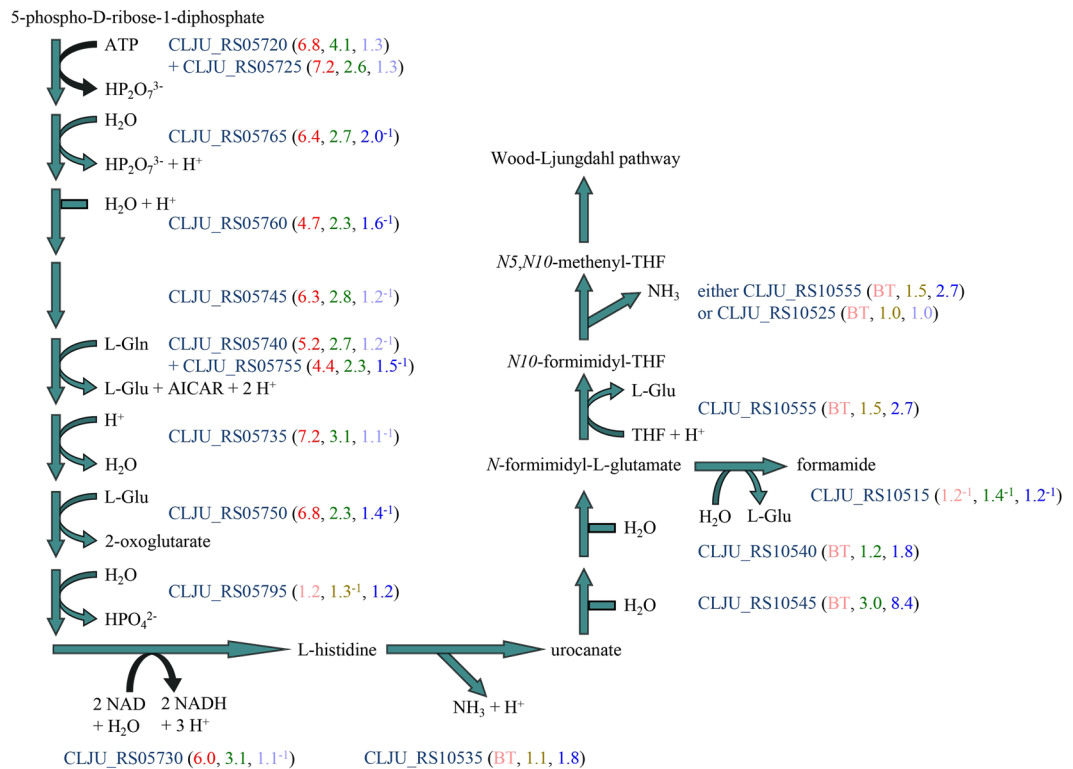 5-phospho-D-ribose-1-diphosphate
ATP
CLJU_RS05720 (6.8, 4.1, 1.3)
+ CLJU_RS05725 (7.2, 2.6, 1.3)
HP₂O₇³⁻
H₂O
CLJU_RS05765 (6.4, 2.7, 2.0⁻¹)
HP₂O₇³⁻ + H⁺
H₂O + H⁺
CLJU_RS05760 (4.7, 2.3, 1.6⁻¹)
CLJU_RS05745 (6.3, 2.8, 1.2⁻¹)
L-Gln
CLJU_RS05740 (5.2, 2.7, 1.2⁻¹)
+ CLJU_RS05755 (4.4, 2.3, 1.5⁻¹)
L-Glu + AICAR + 2 H⁺
H⁺
CLJU_RS05735 (7.2, 3.1, 1.1⁻¹)
H₂O
L-Glu
CLJU_RS05750 (6.8, 2.3, 1.4⁻¹)
2-oxoglutarate
H₂O
CLJU_RS05795 (1.2, 1.3⁻¹, 1.2)
HPO₄²⁻
L-histidine
2 NAD
+ H₂O
2 NADH
+ 3 H⁺
CLJU_RS05730 (6.0, 3.1, 1.1⁻¹)
NH₃ + H⁺
CLJU_RS10535 (BT, 1.1, 1.8)
urocanate
Wood-Ljungdahl pathway
N5,N10-methenyl-THF
NH₃
either CLJU_RS10555 (BT, 1.5, 2.7)
or CLJU_RS10525 (BT, 1.0, 1.0)
N10-formimidyl-THF
L-Glu
CLJU_RS10555 (BT, 1.5, 2.7)
THF + H⁺
N-formimidyl-L-glutamate
formamide
CLJU_RS10515 (1.2⁻¹, 1.4⁻¹, 1.2⁻¹)
H₂O
L-Glu
H₂O
CLJU_RS10540 (BT, 1.2, 1.8)
H₂O
CLJU_RS10545 (BT, 3.0, 8.4)